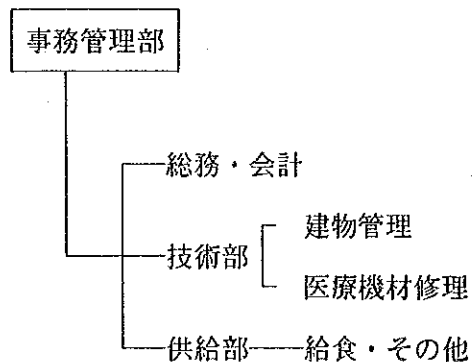 事務管理部
総務・会計
建物管理
技術部
医療機材修理
供給部 給食・その他